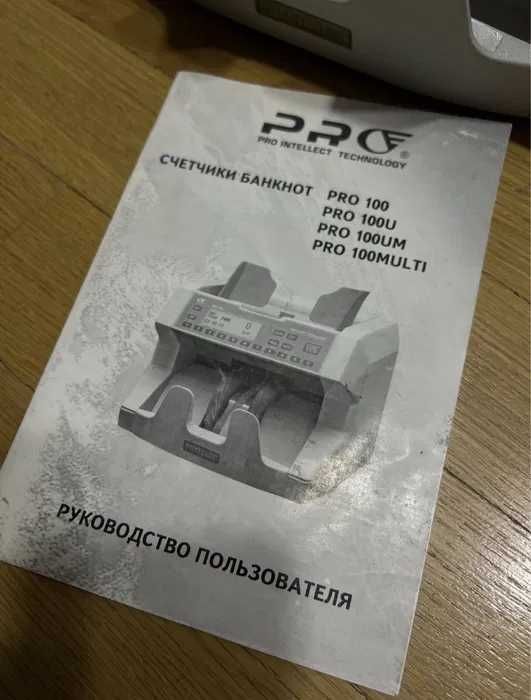 PRO
PRO INTELLECT TECHNOLOGY
®
СЧЕТЧИКИ БАНКНОТ PRO 100
PRO 100U
PRO 100UM
PRO 100MULTI
РУКОВОДСТВО ПОЛЬЗОВАТЕЛЯ